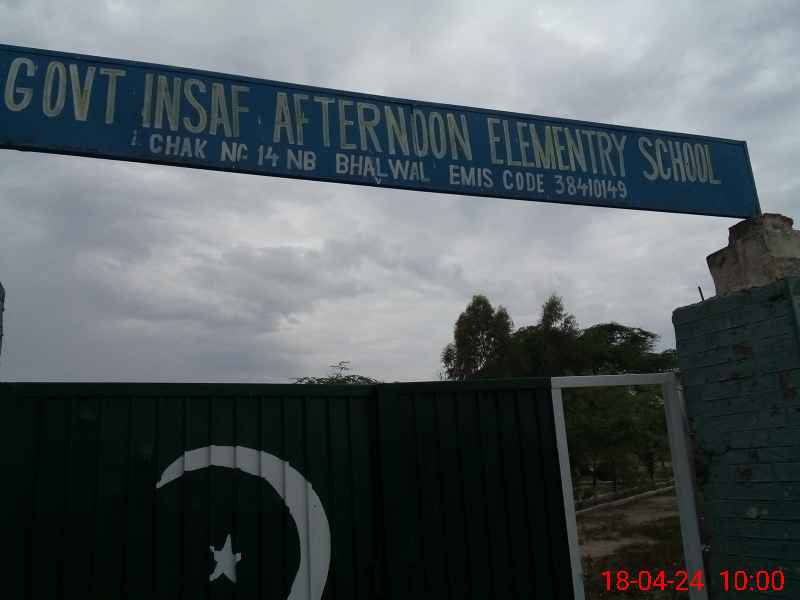 GOVT INSAF AFTERNOON ELEMENTRY SCHOOL
CHAK NO 14 NB BHALWAL EMIS CODE 38410149
18-04-24 10:00